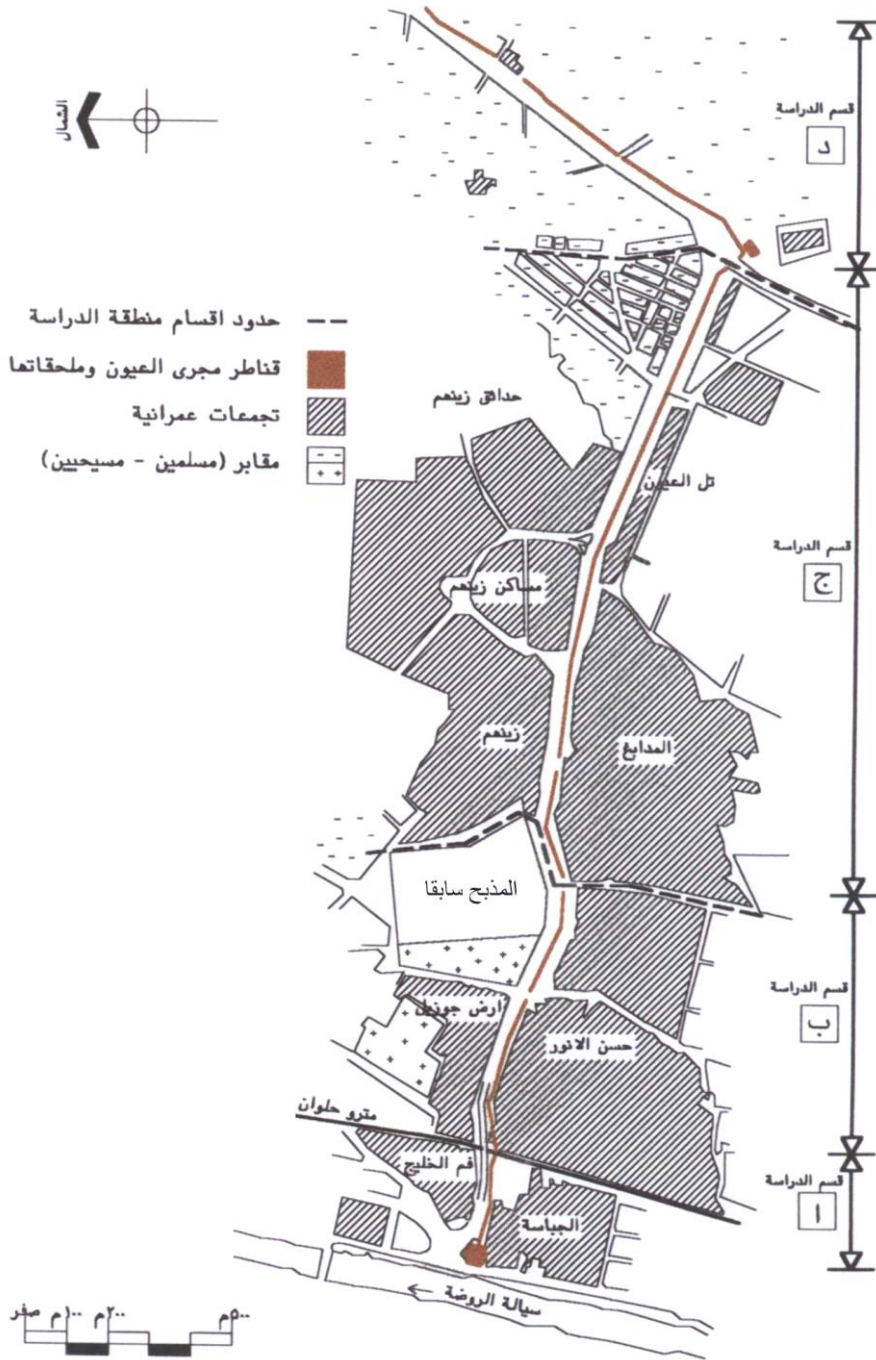 قسم الدراسة
د
الشمال
حدود اقسام منطقة الدراسة
قناطر مجرى العيون وملحقاتها
تجمعات عمرانية
مقابر (مسلمين - مسيحيين)
حدائق زينهم
تل العيون
قسم الدراسة
ج
مساكن زينهم
زينهم
المدابغ
المذبح سابقا
قسم الدراسة
ب
ارض جوزيل
حسن الانور
مترو حلوان
فم الخليج
قسم الدراسة
ا
الجباسة
سيالة الروضة
صفر ١٠٠م ٢٠٠م ٥٠٠م